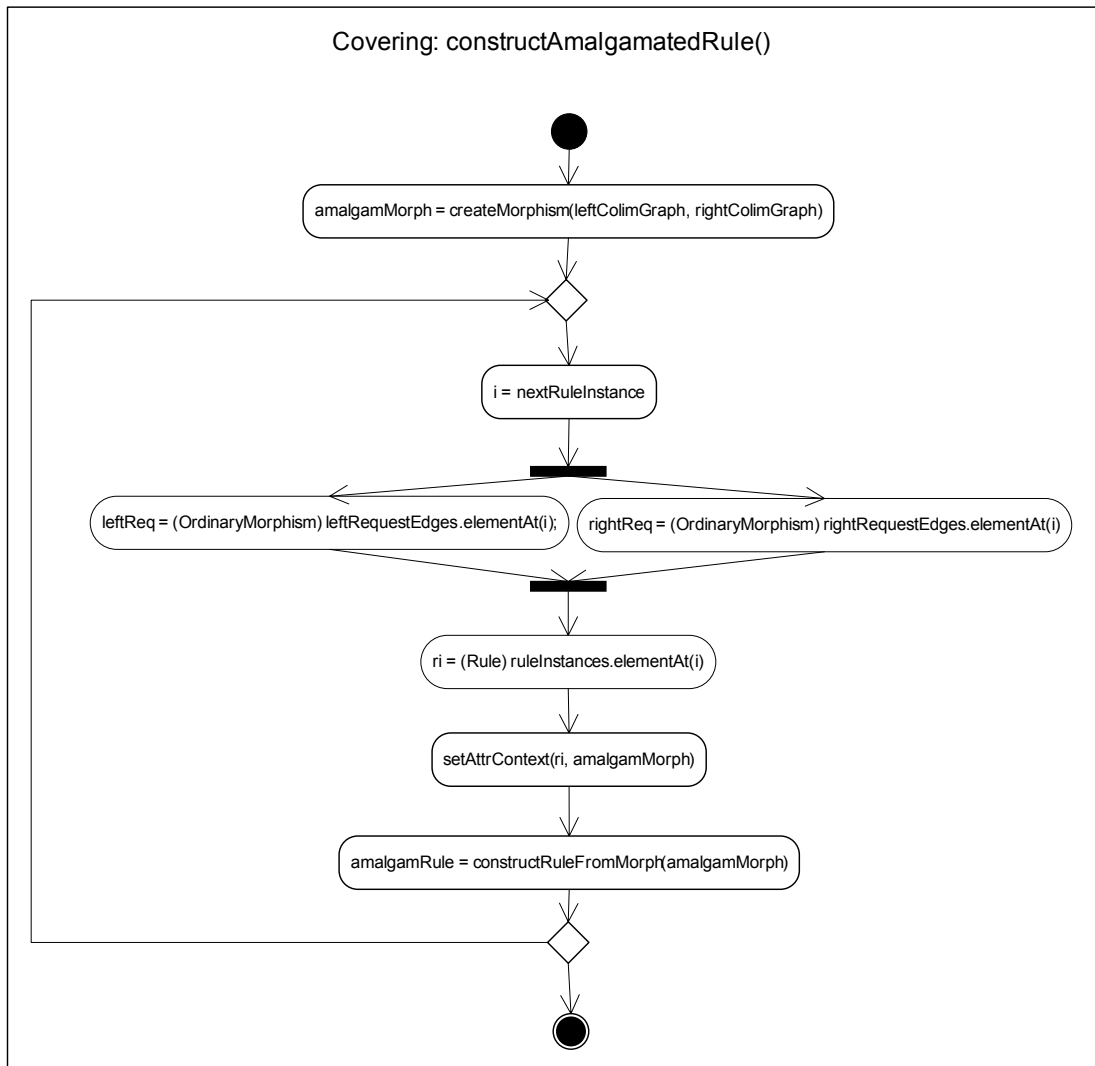 Covering: constructAmalgamatedRule()
amalgamMorph = createMorphism(leftColimGraph, rightColimGraph)
i = nextRuleInstance
leftReq = (OrdinaryMorphism) leftRequestEdges.elementAt(i);
rightReq = (OrdinaryMorphism) rightRequestEdges.elementAt(i)
ri = (Rule) ruleInstances.elementAt(i)
setAttrContext(ri, amalgamMorph)
amalgamRule = constructRuleFromMorph(amalgamMorph)